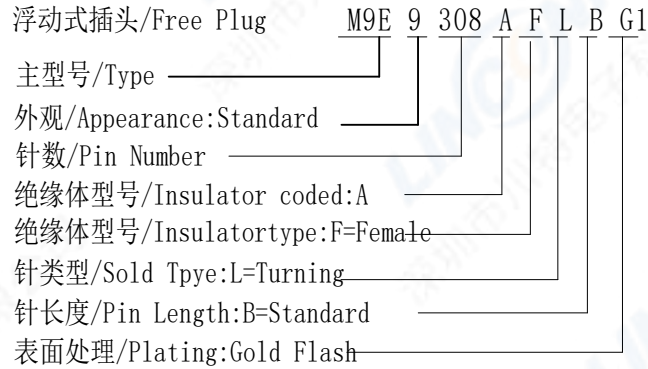 浮动式插头/Free Plug M9E 9 308 A F L B G1
主型号/Type
外观/Appearance:Standard
针数/Pin Number
绝缘体型号/Insulator coded:A
绝缘体型号/Insulatortype:F=Female
针类型/Sold Tpye:L=Turning
针长度/Pin Length:B=Standard
表面处理/Plating:Gold Flash